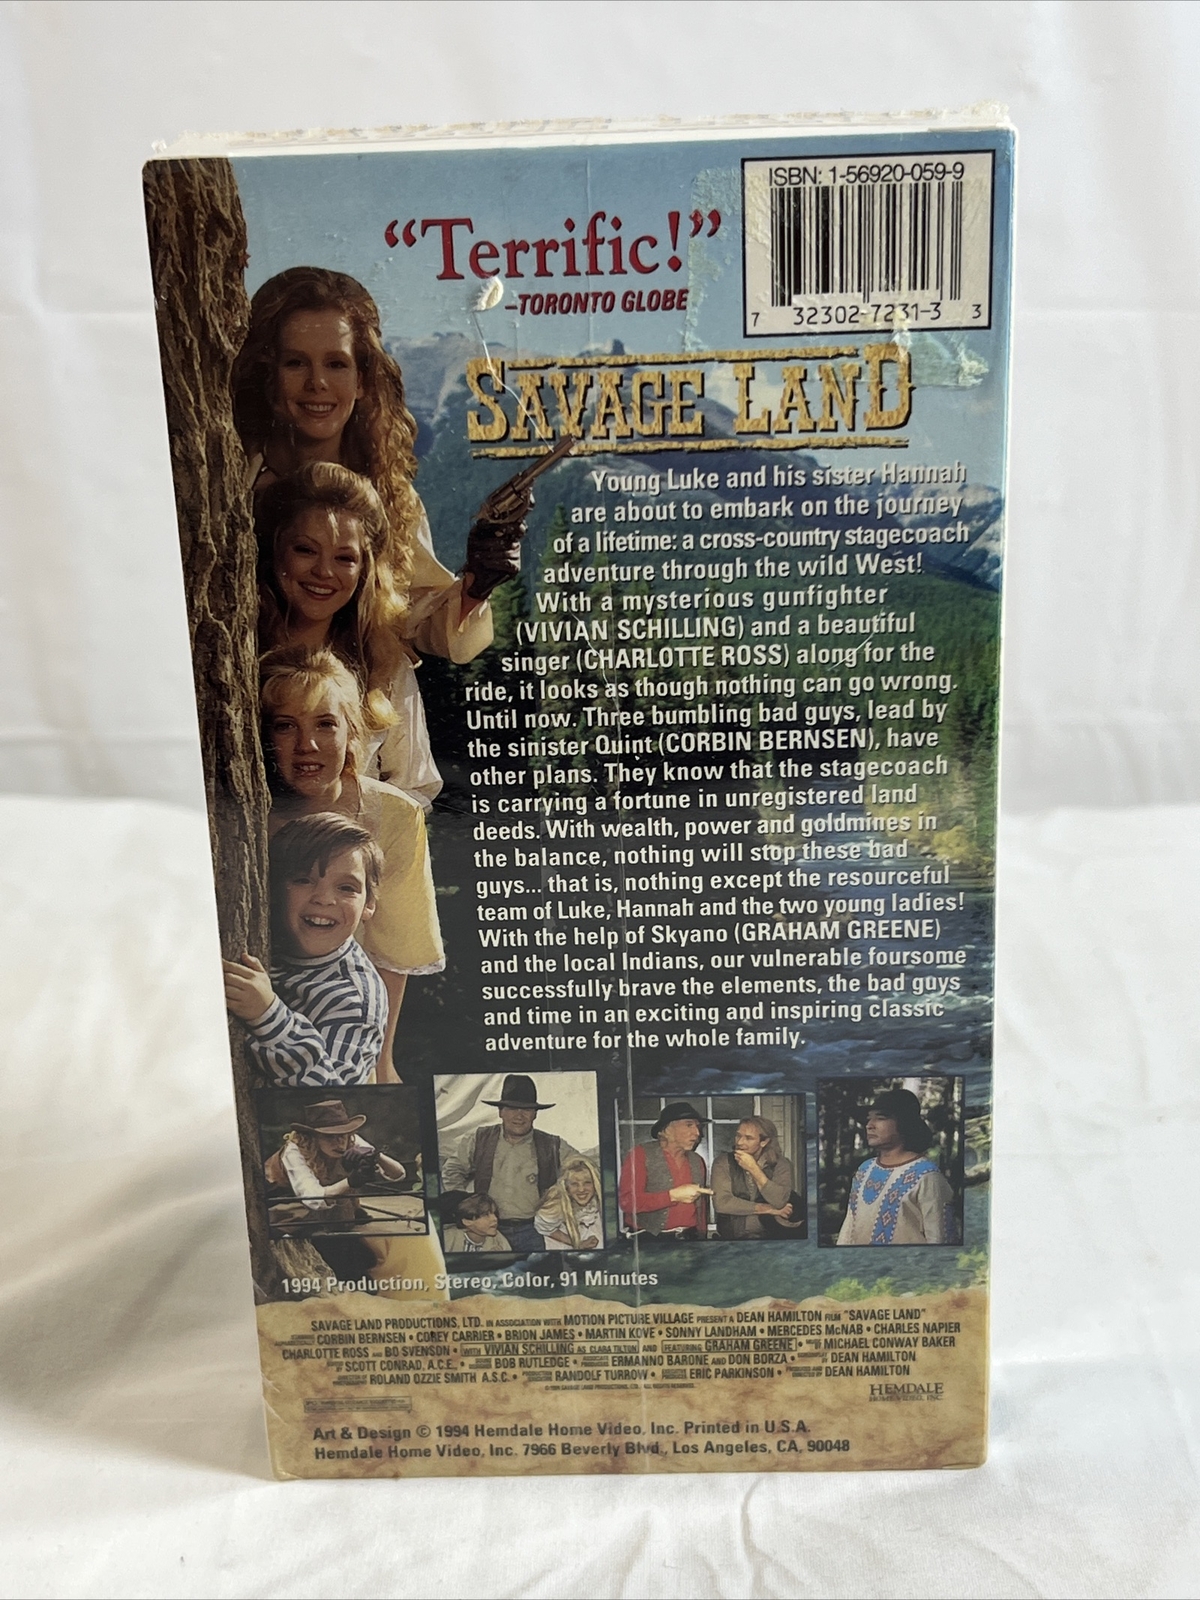 ISBN: 1-56920-059-9
7 32302-7231-3 3
“Terrific!”
–TORONTO GLOBE
SAVAGE LAND
Young Luke and his sister Hannah
are about to embark on the journey
of a lifetime: a cross-country stagecoach
adventure through the wild West!
With a mysterious gunfighter
(VIVIAN SCHILLING) and a beautiful
singer (CHARLOTTE ROSS) along for the
ride, it looks as though nothing can go wrong.
Until now. Three bumbling bad guys, lead by
the sinister Quint (CORBIN BERNSEN), have
other plans. They know that the stagecoach
is carrying a fortune in unregistered land
deeds. With wealth, power and goldmines in
the balance, nothing will stop these bad
guys... that is, nothing except the resourceful
team of Luke, Hannah and the two young ladies!
With the help of Skyano (GRAHAM GREENE)
and the local Indians, our vulnerable foursome
successfully brave the elements, the bad guys
and time in an exciting and inspiring classic
adventure for the whole family.
1994 Production, Stereo, Color, 91 Minutes
SAVAGE LAND PRODUCTIONS, LTD. IN ASSOCIATION WITH MOTION PICTURE VILLAGE PRESENT A DEAN HAMILTON FILM "SAVAGE LAND"
CORBIN BERNSEN • COREY CARRIER • BRION JAMES • MARTIN KOVE • SONNY LANDHAM • MERCEDES McNAB • CHARLES NAPIER
CHARLOTTE ROSS AND BO SVENSON • WITH VIVIAN SCHILLING AS CLARA TILTON AND FEATURING GRAHAM GREENE • MICHAEL CONWAY BAKER
SCOTT CONRAD, A.C.E. • BOB RUTLEDGE • ERMANNO BARONE AND DON BORZA • DEAN HAMILTON
ROLAND OZZIE SMITH A.S.C. • RANDOLF TURROW • ERIC PARKINSON • DEAN HAMILTON
HEMDALE
HOME VIDEO, INC.
Art & Design © 1994 Hemdale Home Video, Inc. Printed in U.S.A.
Hemdale Home Video, Inc. 7966 Beverly Blvd., Los Angeles, CA, 90048